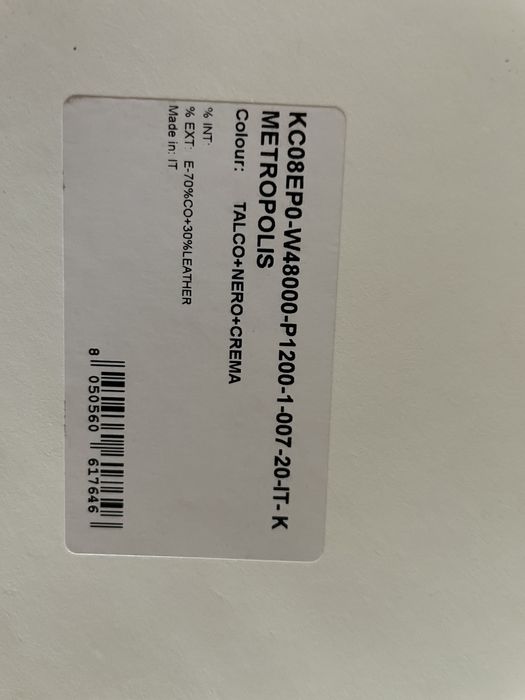 KC08EP0-W48000-P1200-1-007-20-IT- K
METROPOLIS
Colour: TALCO+NERO+CREMA
% INT:
% EXT: E-70%CO+30%LEATHER
Made in: IT
8 050560 617646